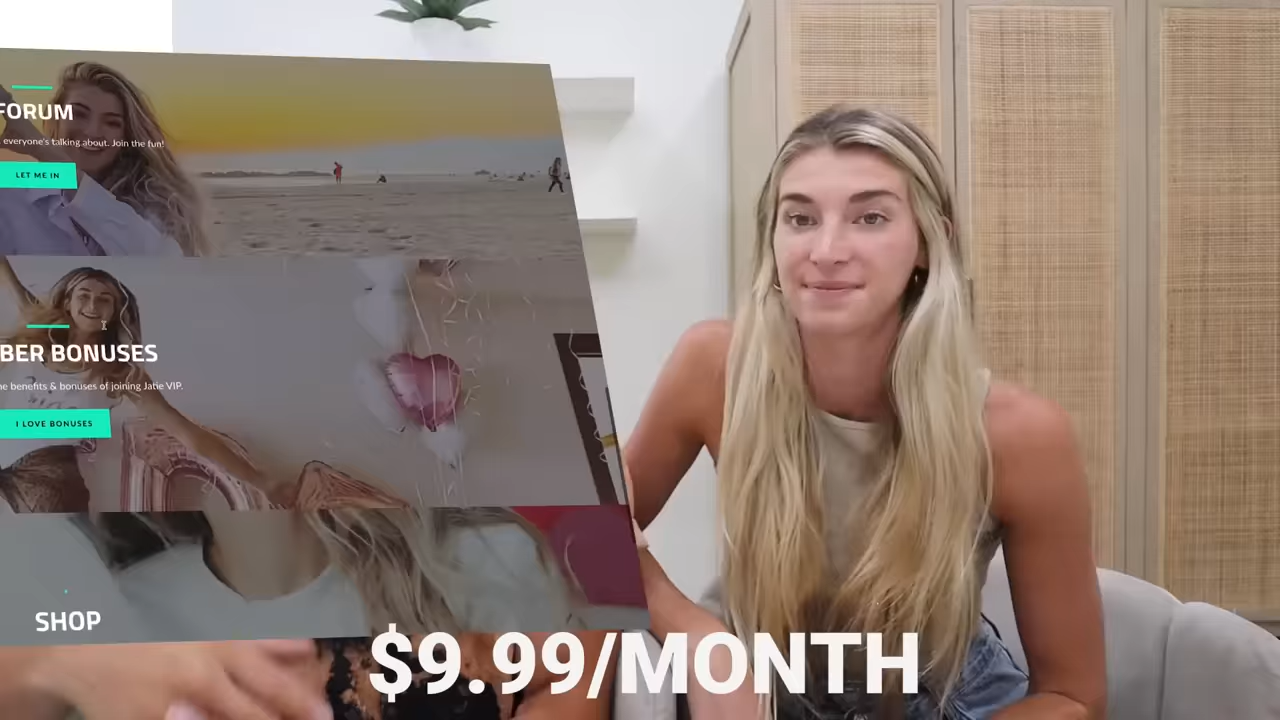 FORUM
everyone's talking about. Join the fun!
LET ME IN
BER BONUSES
benefits & bonuses of joining Jatie VIP.
I LOVE BONUSES
SHOP
$9.99/MONTH